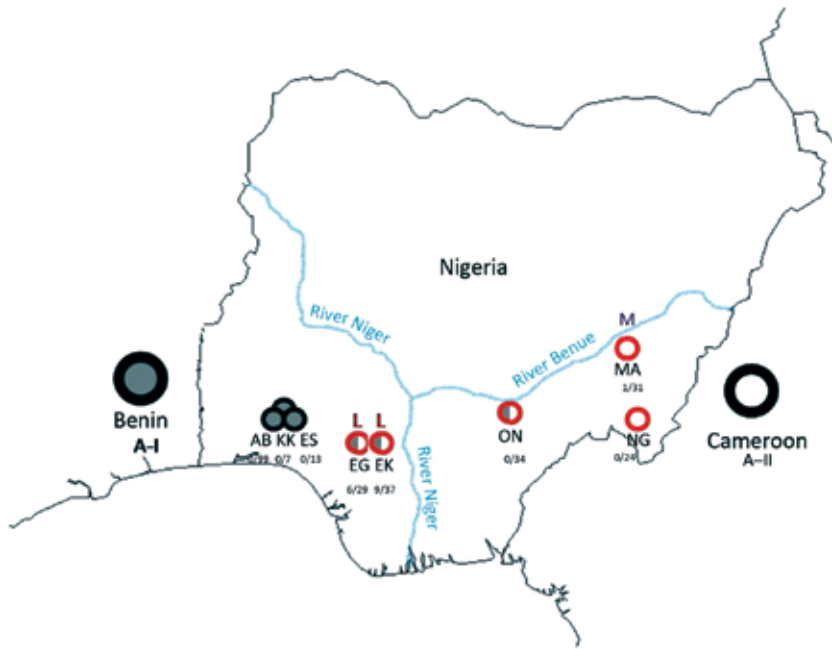 Nigeria
River Niger
River Benue
M
MA
1/31
Benin
A-I
AB KK ES
0/7 0/13
L L
EG EK
6/29 9/37
ON
0/34
NG
0/24
Cameroon
A–II
River Niger